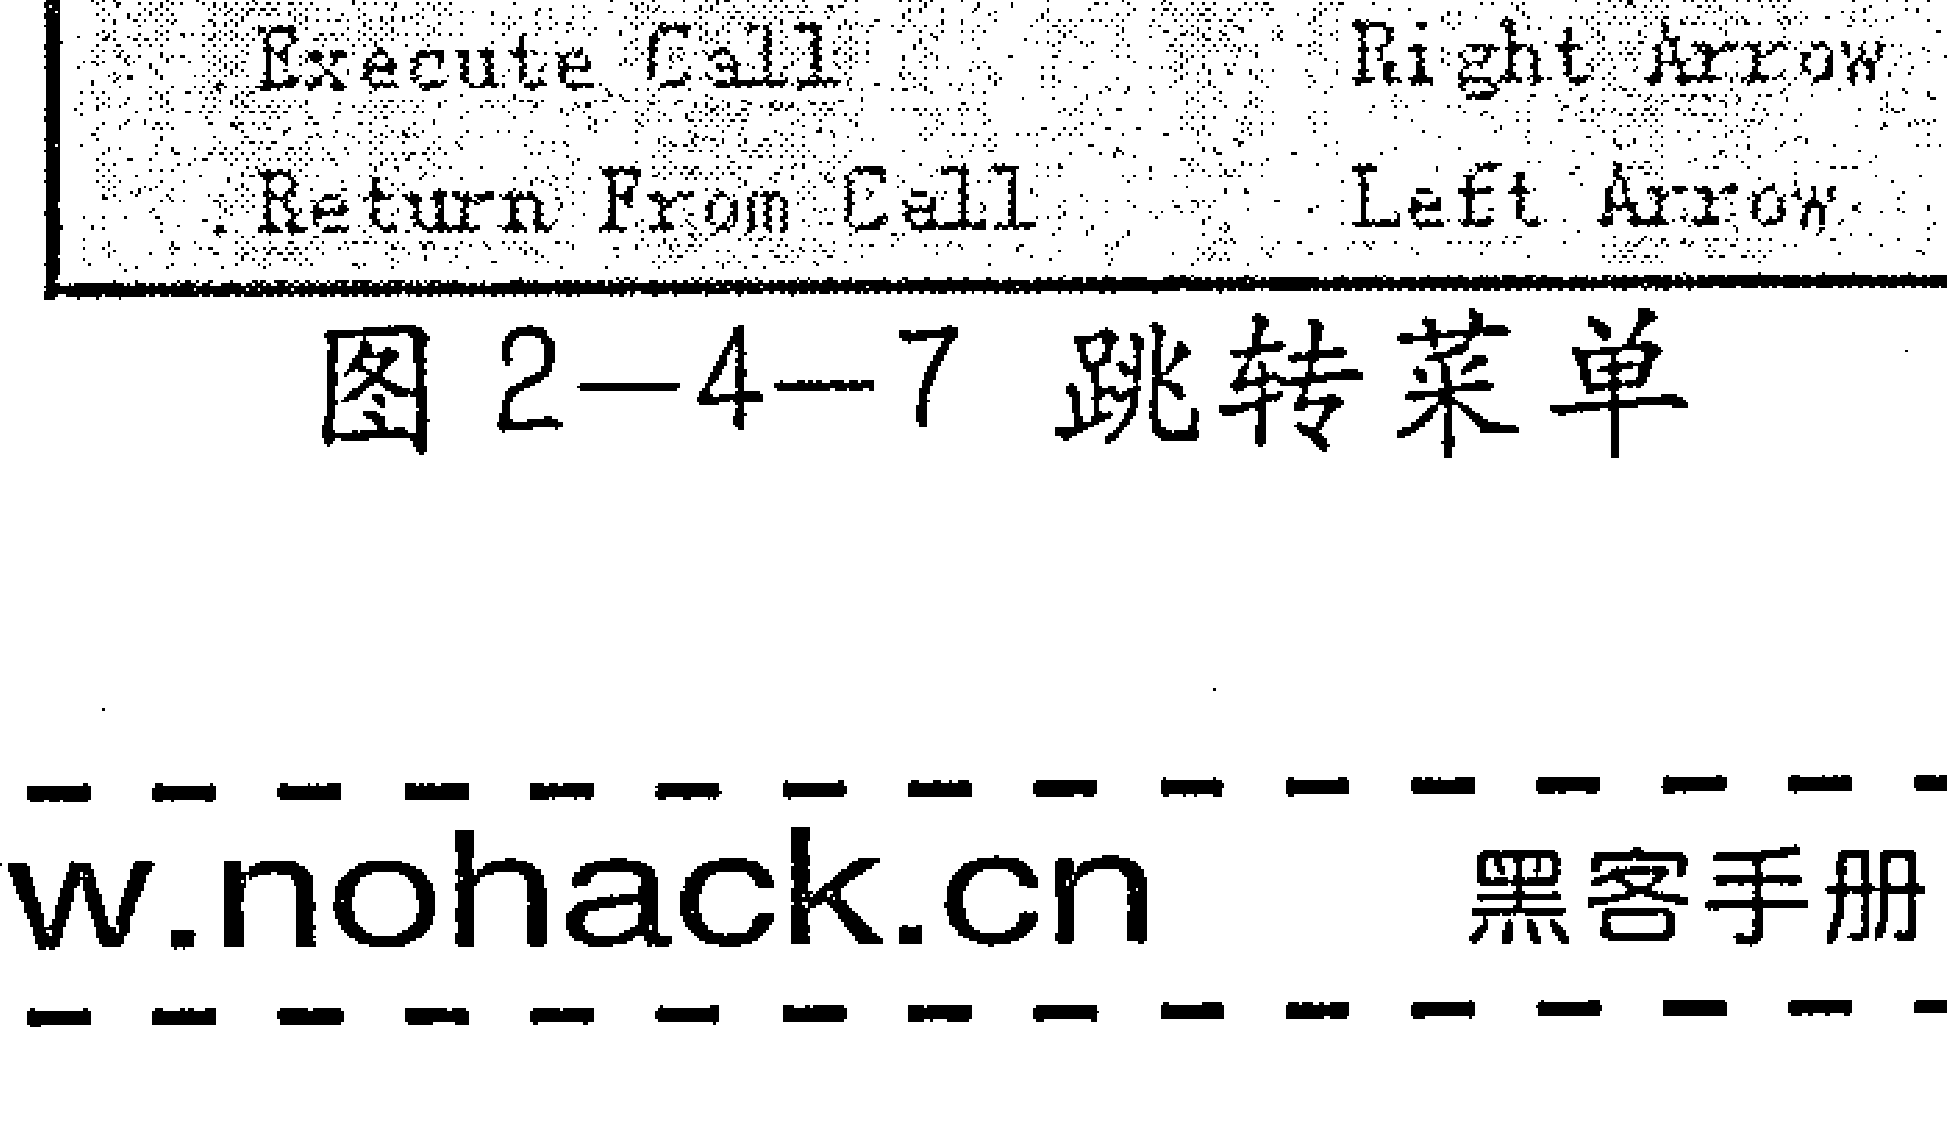 Execute Call Right Arrow
Return From Call Left Arrow
图 2—4—7 跳转菜单
w.nohack.cn 黑客手册